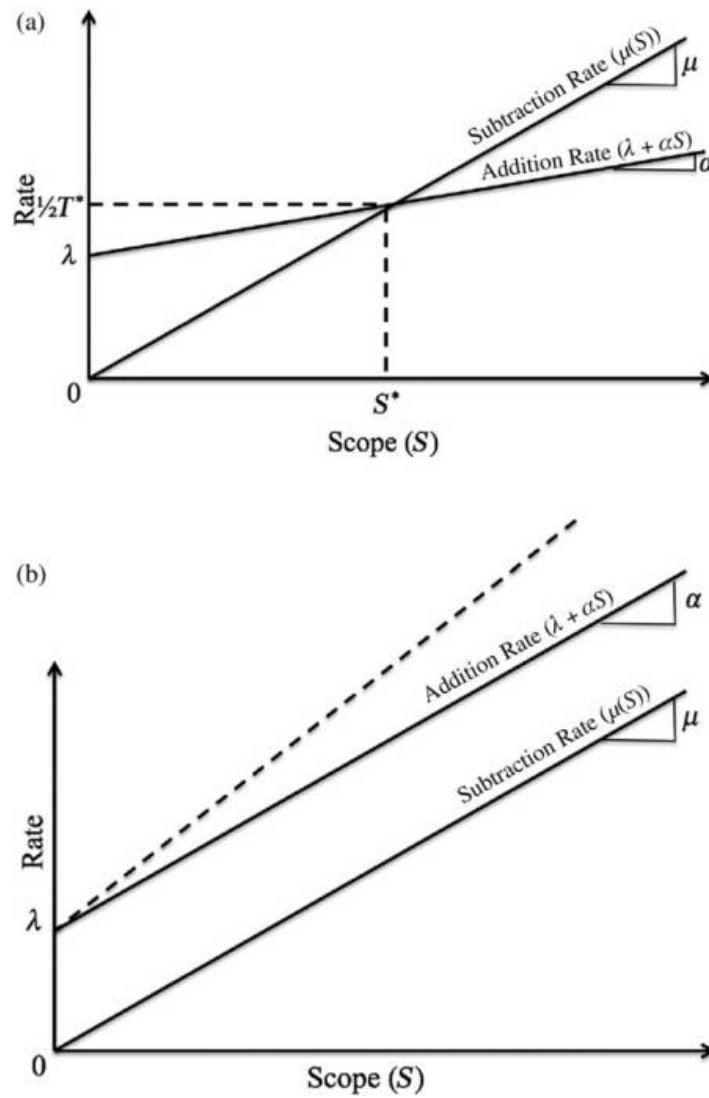 (a)
Subtraction Rate (μ(S))
μ
Addition Rate (λ + αS)
α
Rate
½T*
λ
0
S*
Scope (S)
(b)
Addition Rate (λ + αS)
α
Subtraction Rate (μ(S))
μ
Rate
λ
0
Scope (S)